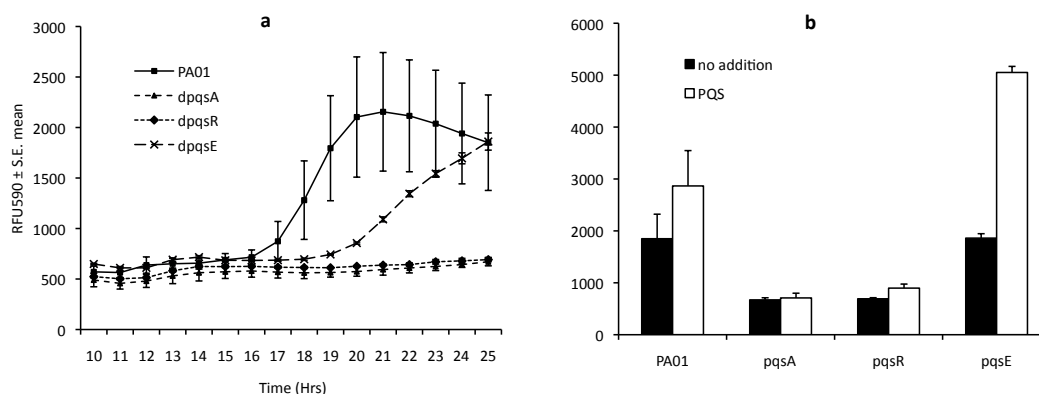 a
RFU590 ± S.E. mean
3000
2500
2000
1500
1000
500
0
PA01
dpqsA
dpqsR
dpqsE
10 11 12 13 14 15 16 17 18 19 20 21 22 23 24 25
Time (Hrs)
b
6000
5000
4000
3000
2000
1000
0
no addition
PQS
PA01 pqsA pqsR pqsE